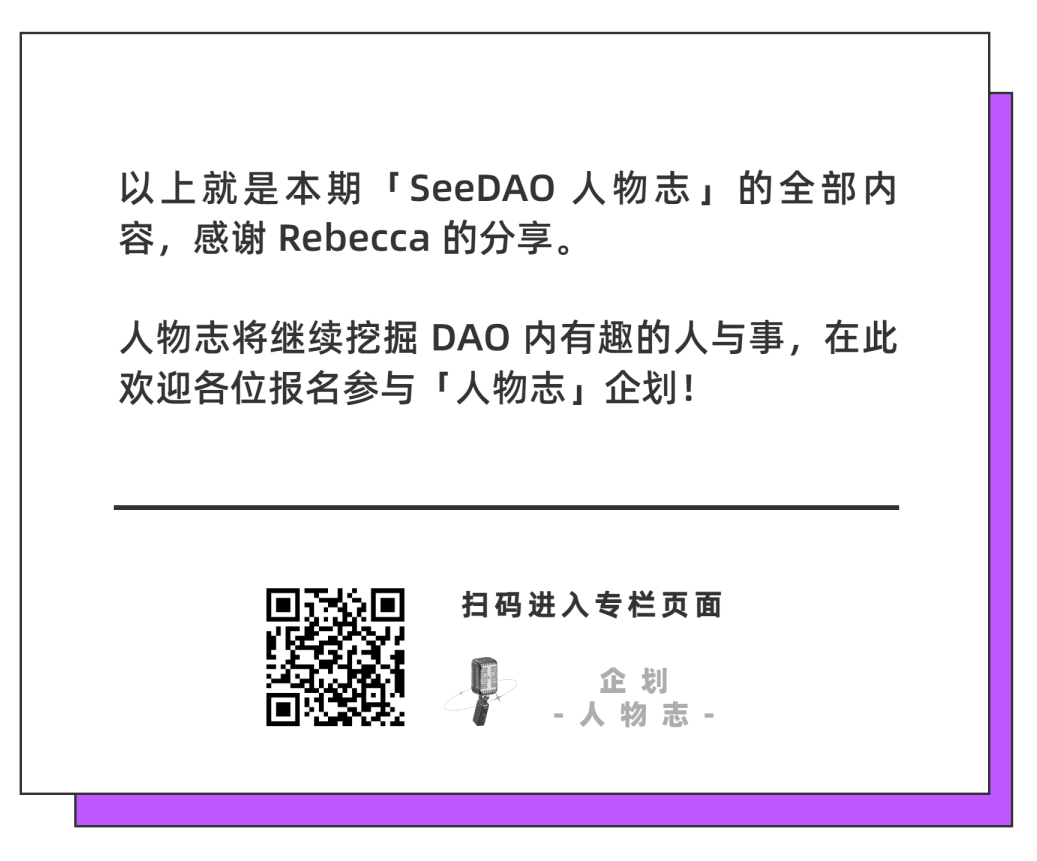 以上就是本期「SeeDAO 人物志」的全部内
容，感谢 Rebecca 的分享。
人物志将继续挖掘 DAO 内有趣的人与事，在此
欢迎各位报名参与「人物志」企划！
扫码进入专栏页面
企划
-人物志-